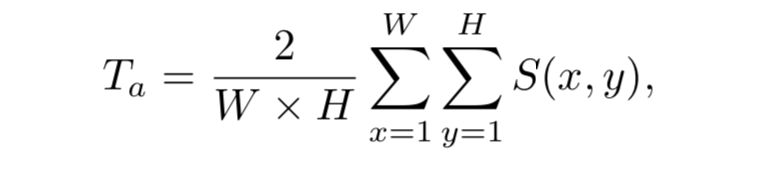 $$T_a = \frac{2}{W \times H} \sum_{x=1}^{W} \sum_{y=1}^{H} S(x, y),$$